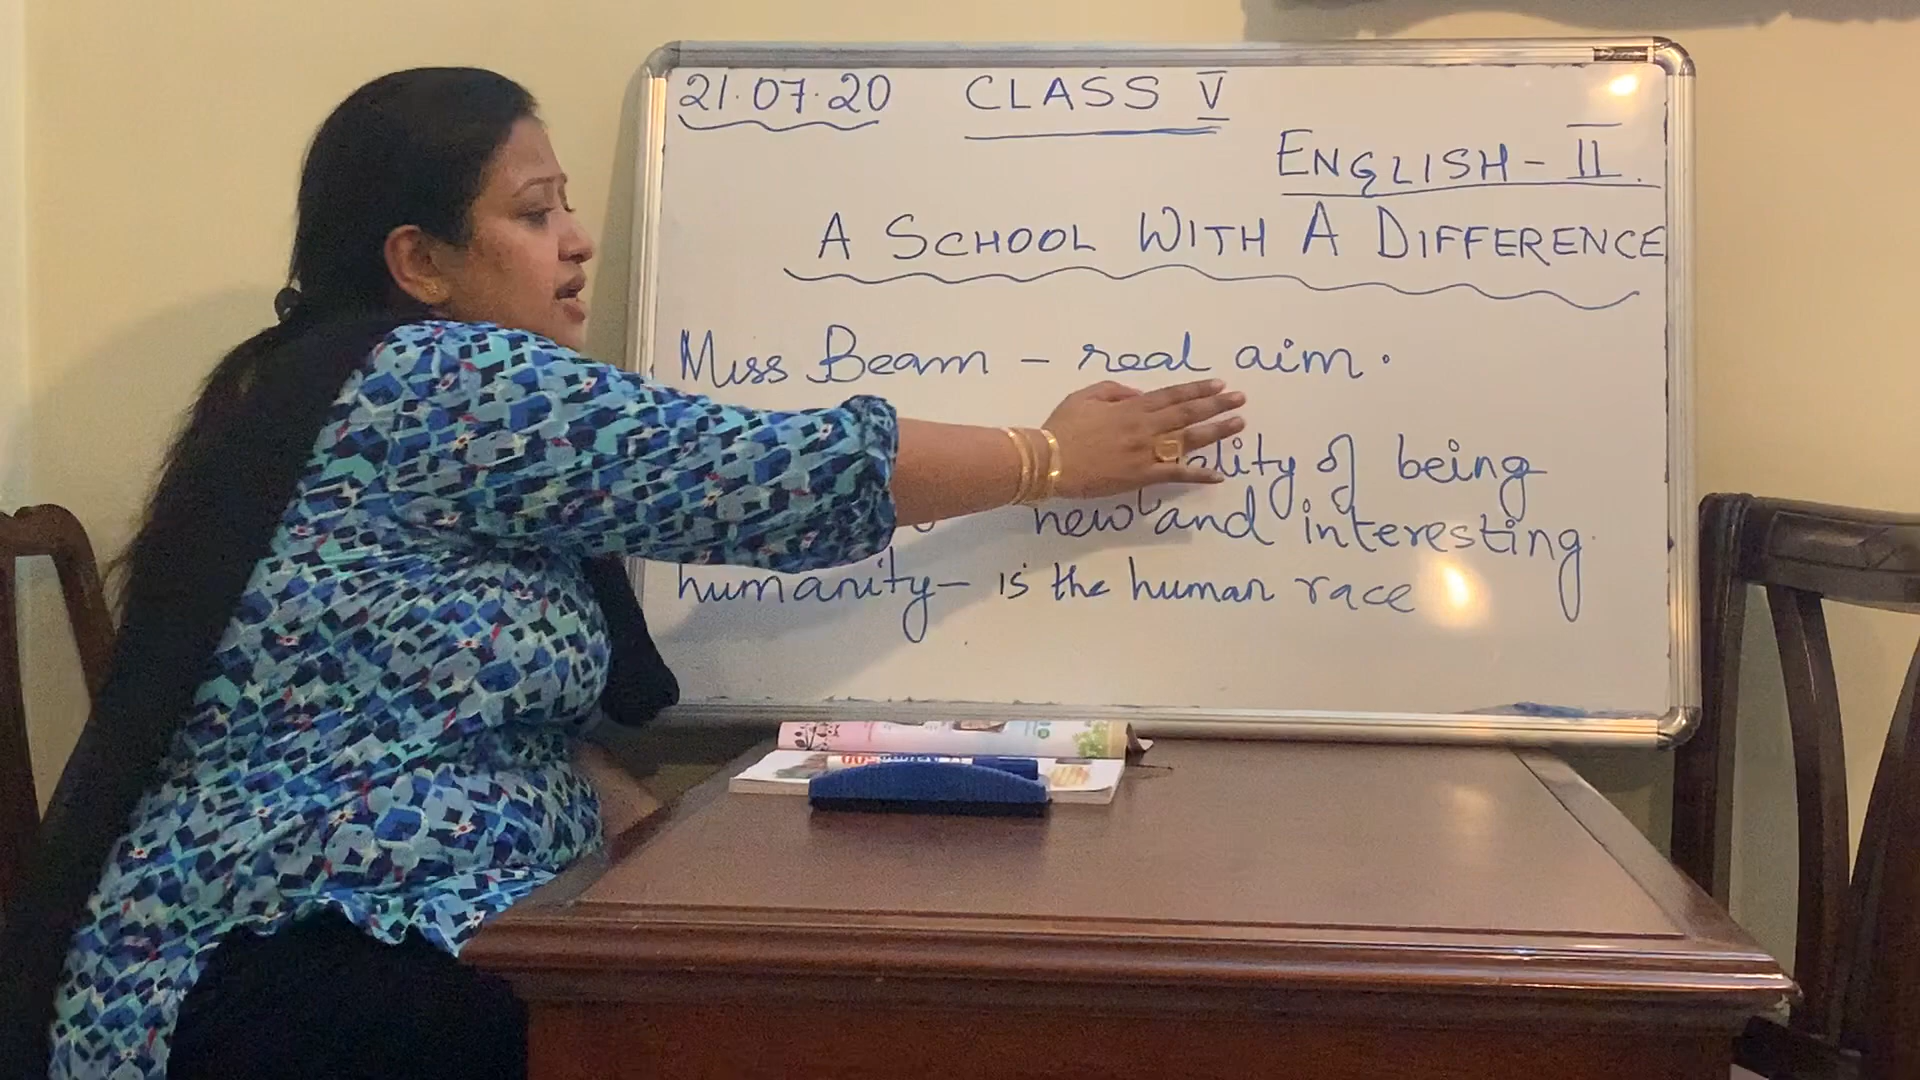 21.07.20 CLASS V
ENGLISH - II.
A SCHOOL WITH A DIFFERENCE
Miss Beam - real aim.
of being
new and interesting
humanity - is the human race